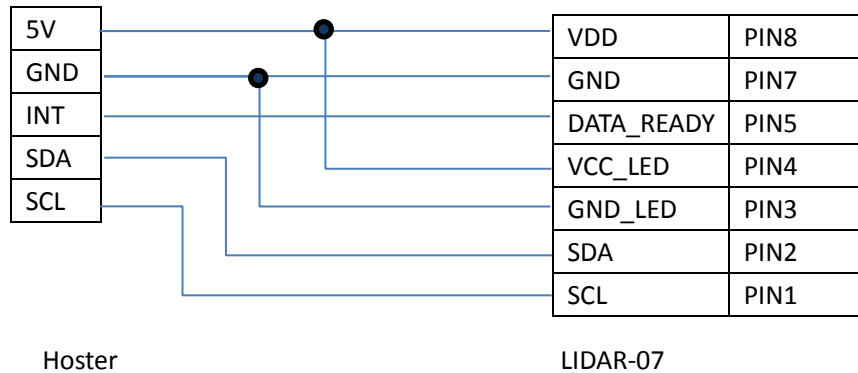 5V
GND
INT
SDA
SCL
VDD PIN8
GND PIN7
DATA_READY PIN5
VCC_LED PIN4
GND_LED PIN3
SDA PIN2
SCL PIN1
Hoster
LIDAR-07